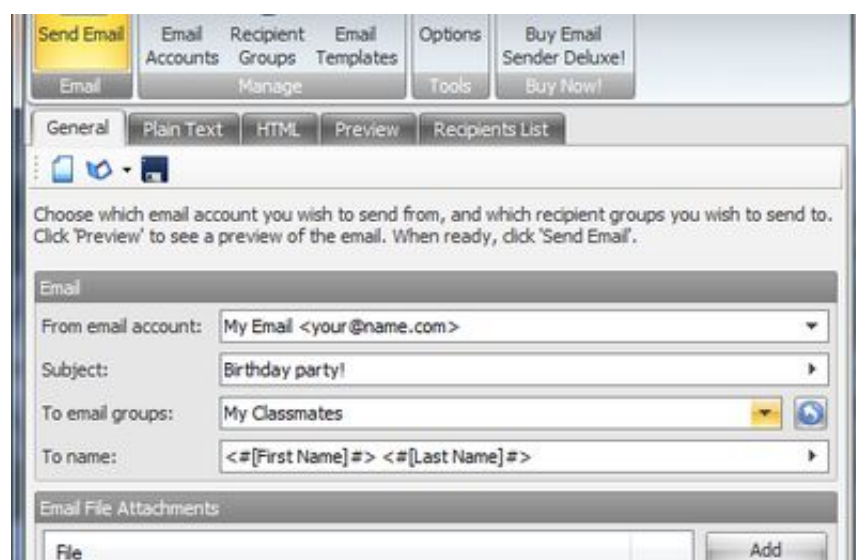 Send Email
Email Accounts
Recipient Groups
Email Templates
Options
Buy Email Sender Deluxe!
Email
Manage
Tools
Buy Now!
General Plain Text HTML Preview Recipients List
Choose which email account you wish to send from, and which recipient groups you wish to send to.
Click 'Preview' to see a preview of the email. When ready, click 'Send Email'.
Email
From email account: My Email <your@name.com>
Subject: Birthday party!
To email groups: My Classmates
To name: <#[First Name]#> <#[Last Name]#>
Email File Attachments
File Add